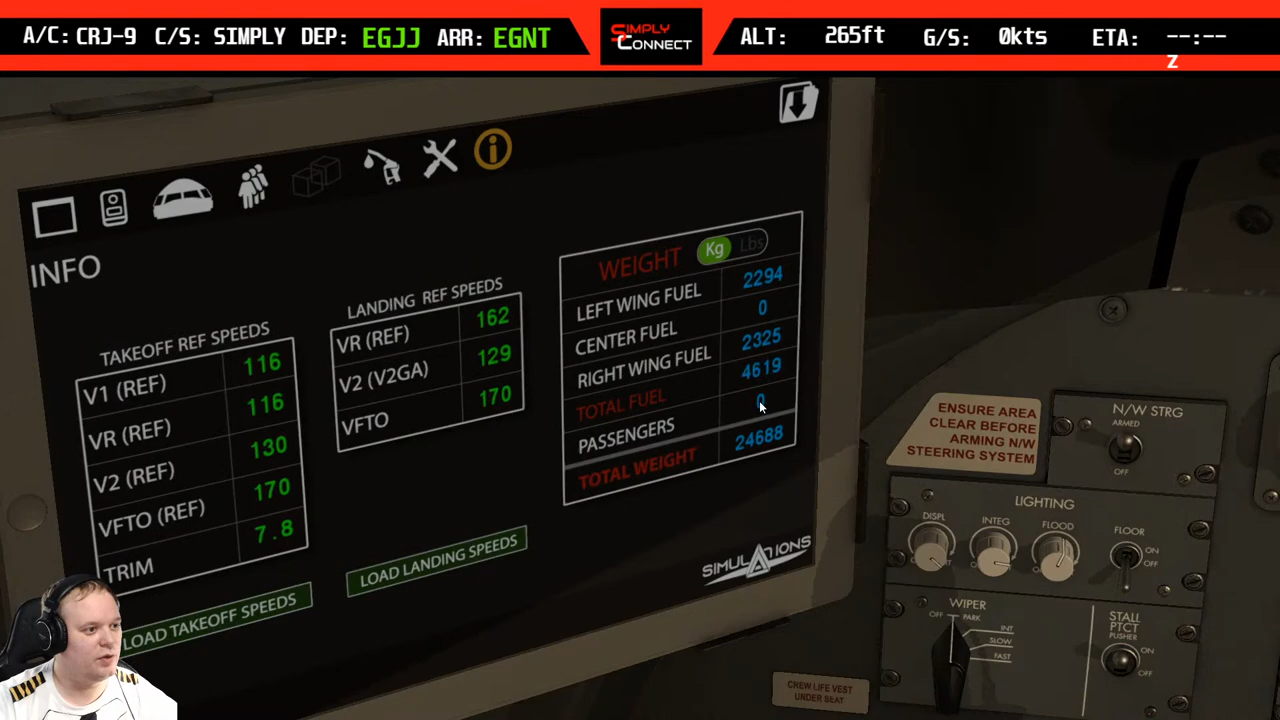 A/C: CRJ-9 C/S: SIMPLY DEP: EGJJ ARR: EGNT
SIMPLY
CONNECT
ALT: 265ft G/S: 0kts ETA: --:--
Z
i
INFO
TAKEOFF REF SPEEDS
V1 (REF) 116
VR (REF) 116
V2 (REF) 130
VFTO (REF) 170
TRIM 7.8
LOAD TAKEOFF SPEEDS
LANDING REF SPEEDS
VR (REF) 162
V2 (V2GA) 129
VFTO 170
LOAD LANDING SPEEDS
WEIGHT Kg Lbs
LEFT WING FUEL 2294
CENTER FUEL 0
RIGHT WING FUEL 2325
TOTAL FUEL 4619
PASSENGERS 0
TOTAL WEIGHT 24688
SIMULATIONS
ENSURE AREA
CLEAR BEFORE
ARMING N/W
STEERING SYSTEM
N/W STRG
ARMED
OFF
LIGHTING
DISPL INTEG FLOOD FLOOR
ON
OFF
WIPER
OFF PARK
INT
SLOW
FAST
STALL
PTCT
PUSHER
ON
OFF
CREW LIFE VEST
UNDER SEAT